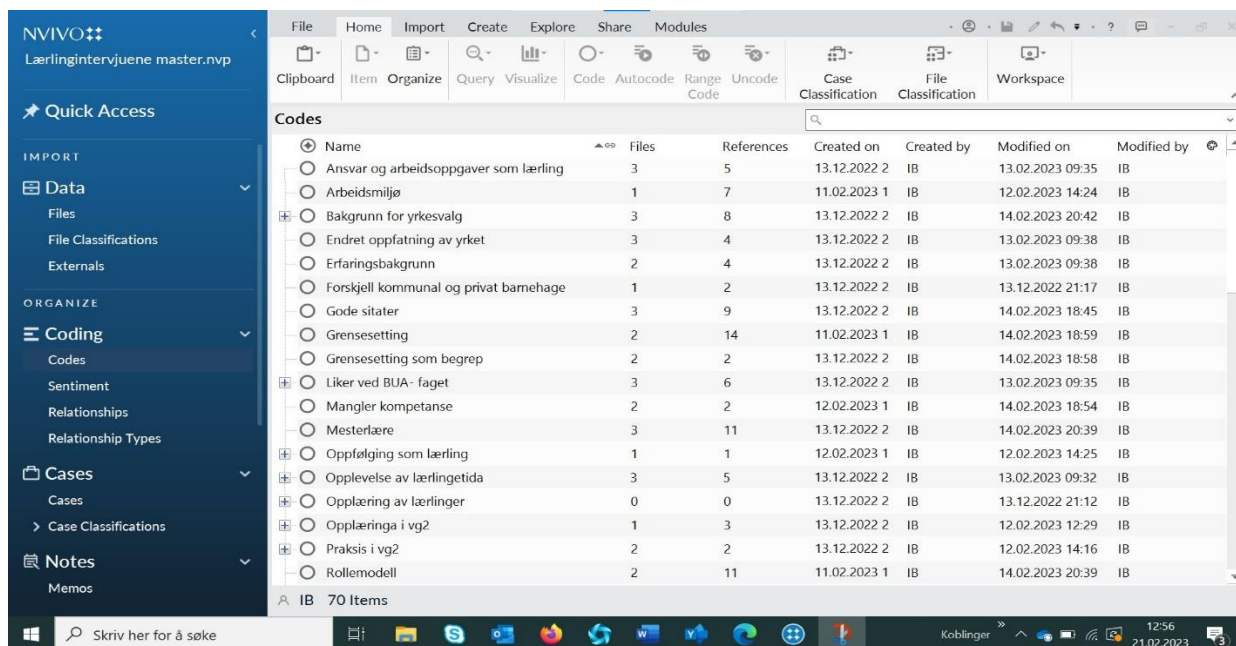 NVIVO
Lærlingintervjuene master.nvp
Quick Access
IMPORT
Data
Files
File Classifications
Externals
ORGANIZE
Coding
Codes
Sentiment
Relationships
Relationship Types
Cases
Cases
Case Classifications
Notes
Memos
File Home Import Create Explore Share Modules
Clipboard Item Organize Query Visualize Code Autocode Range Code Uncode Case Classification File Classification Workspace
Codes
Name Files References Created on Created by Modified on Modified by
Ansvar og arbeidsoppgaver som lærling 3 5 13.12.2022 2 IB 13.02.2023 09:35 IB
Arbeidsmiljø 1 7 11.02.2023 1 IB 12.02.2023 14:24 IB
Bakgrunn for yrkesvalg 3 8 13.12.2022 2 IB 14.02.2023 20:42 IB
Endret oppfatning av yrket 3 4 13.12.2022 2 IB 13.02.2023 09:38 IB
Erfaringsbakgrunn 2 4 13.12.2022 2 IB 13.02.2023 09:38 IB
Forskjell kommunal og privat barnehage 1 2 13.12.2022 2 IB 13.12.2022 21:17 IB
Gode sitater 3 9 13.12.2022 2 IB 14.02.2023 18:45 IB
Grensesetting 2 14 11.02.2023 1 IB 14.02.2023 18:59 IB
Grensesetting som begrep 2 2 13.12.2022 2 IB 14.02.2023 18:58 IB
Liker ved BUA- faget 3 6 13.12.2022 2 IB 13.02.2023 09:35 IB
Mangler kompetanse 2 2 12.02.2023 1 IB 14.02.2023 18:54 IB
Mesterlære 3 11 13.12.2022 2 IB 14.02.2023 20:39 IB
Oppfølging som lærling 1 1 12.02.2023 1 IB 12.02.2023 14:25 IB
Opplevelse av lærlingetida 3 5 13.12.2022 2 IB 13.02.2023 09:32 IB
Opplæring av lærlinger 0 0 13.12.2022 2 IB 13.12.2022 21:12 IB
Opplæringa i vg2 1 3 13.12.2022 2 IB 12.02.2023 12:29 IB
Praksis i vg2 2 2 13.12.2022 2 IB 12.02.2023 14:16 IB
Rollemodell 2 11 11.02.2023 1 IB 14.02.2023 20:39 IB
IB 70 Items
Skriv her for å søke
Koblinger
12:56
21.02.2023
3